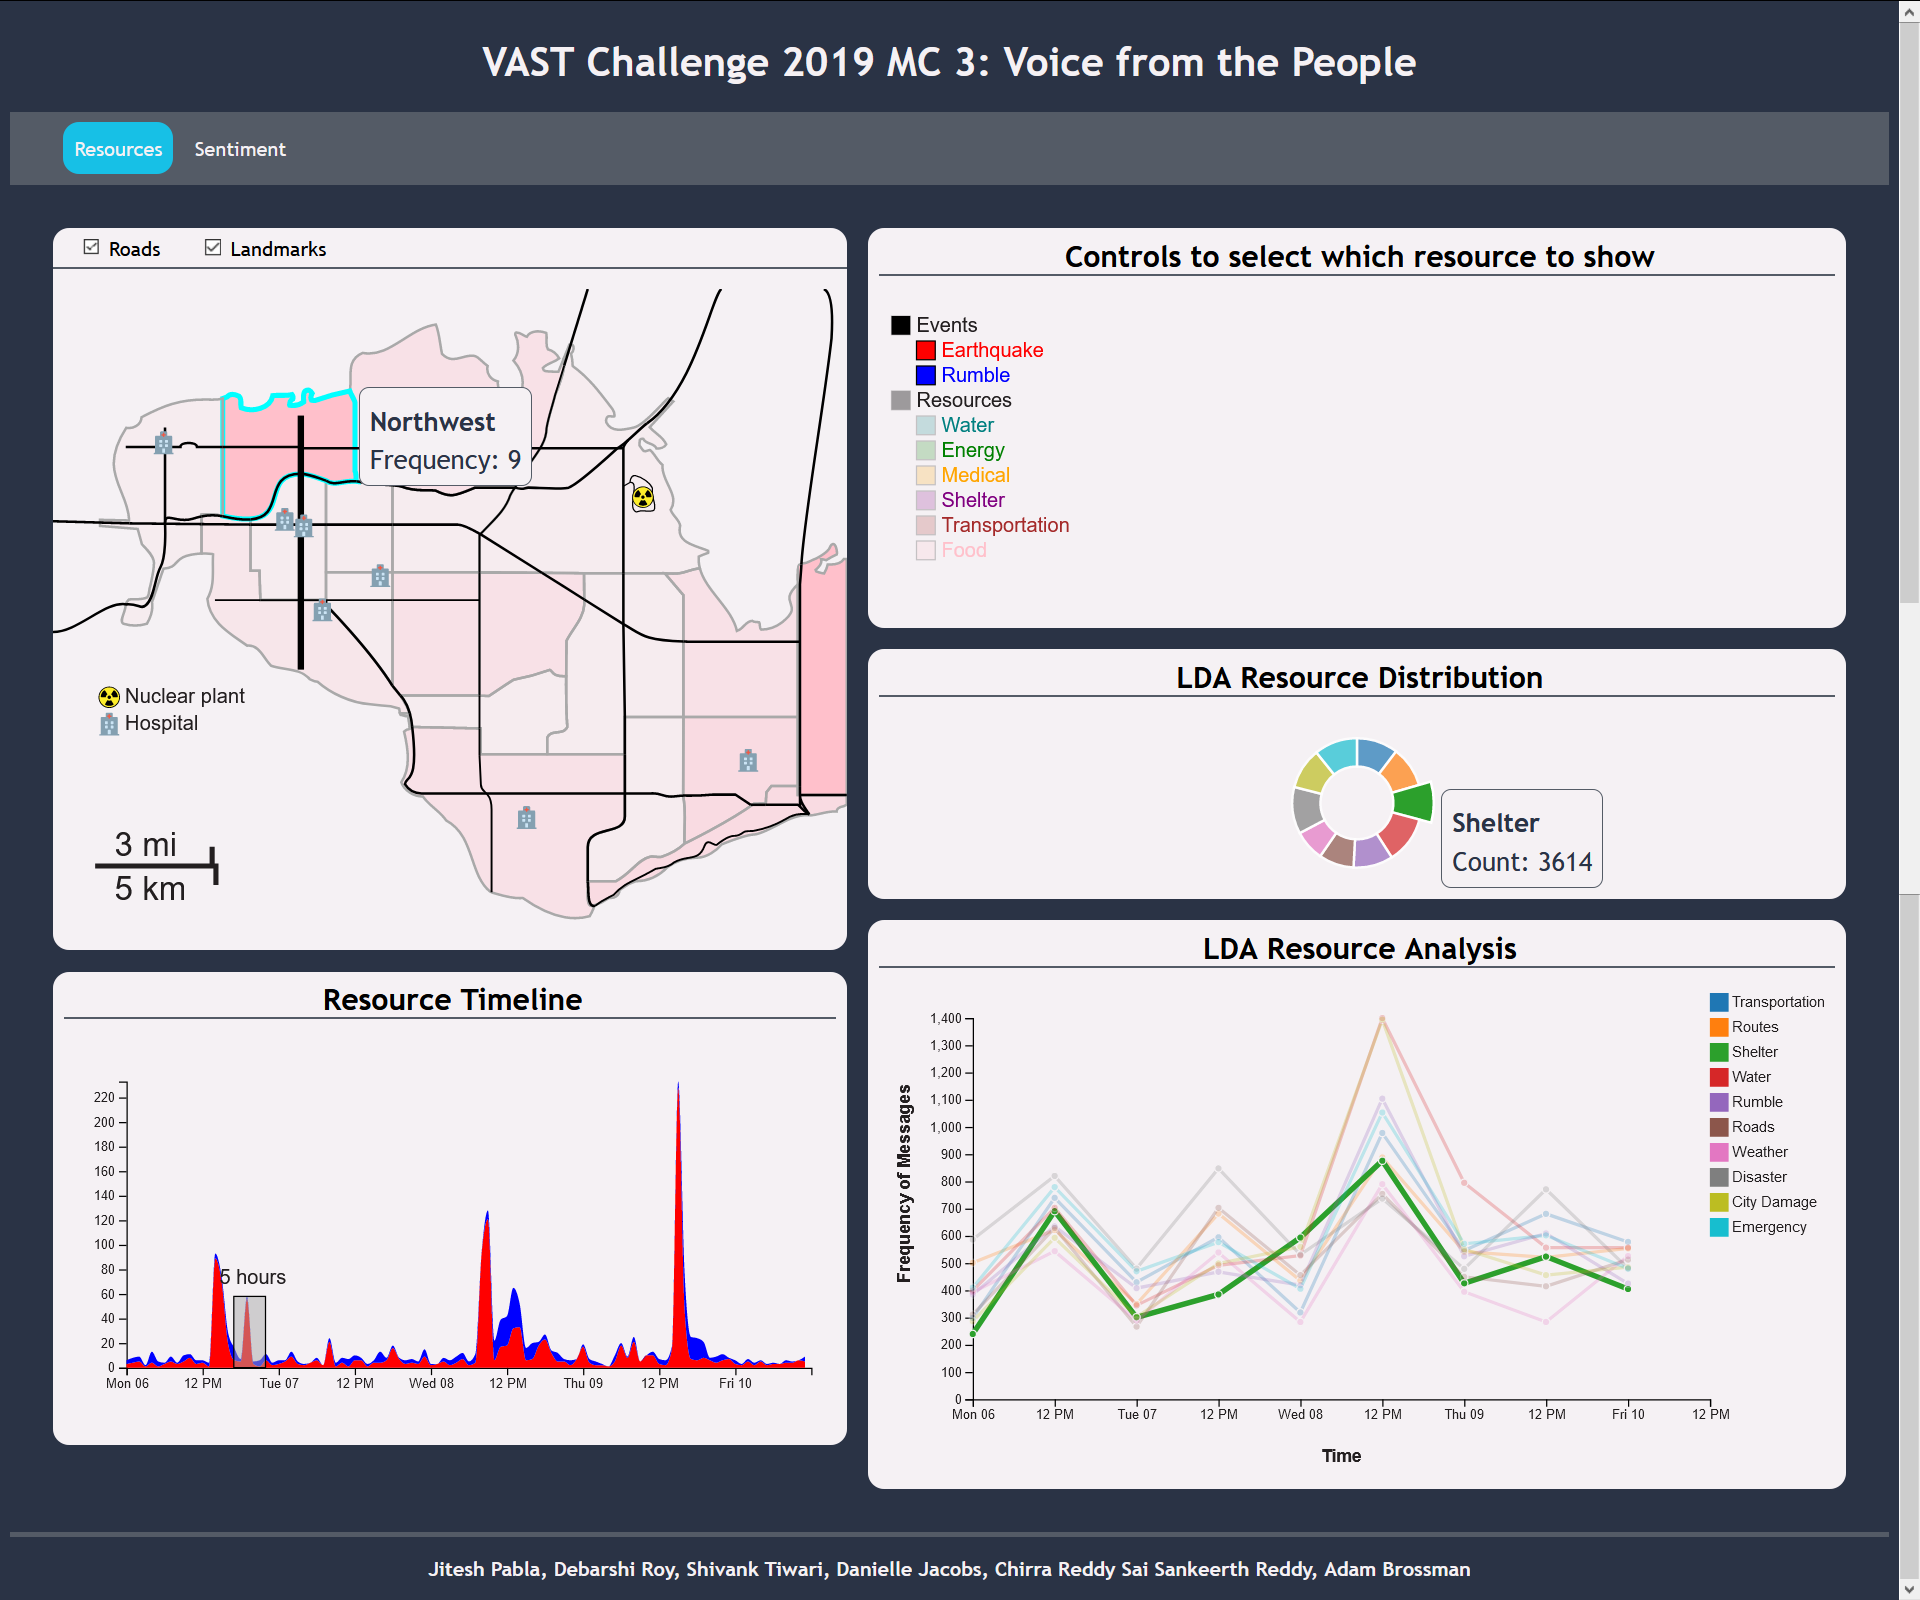 VAST Challenge 2019 MC 3: Voice from the People
Resources
Sentiment
Roads
Landmarks
Northwest
Frequency: 9
Nuclear plant
Hospital
3 mi
5 km
Controls to select which resource to show
Events
Earthquake
Rumble
Resources
Water
Energy
Medical
Shelter
Transportation
Food
LDA Resource Distribution
Shelter
Count: 3614
Resource Timeline
220
200
180
160
140
120
100
80
60
40
20
0
5 hours
Mon 06
12 PM
Tue 07
12 PM
Wed 08
12 PM
Thu 09
12 PM
Fri 10
LDA Resource Analysis
Frequency of Messages
1,400
1,300
1,200
1,100
1,000
900
800
700
600
500
400
300
200
100
0
Mon 06
12 PM
Tue 07
12 PM
Wed 08
12 PM
Thu 09
12 PM
Fri 10
12 PM
Time
Transportation
Routes
Shelter
Water
Rumble
Roads
Weather
Disaster
City Damage
Emergency
Jitesh Pabla, Debarshi Roy, Shivank Tiwari, Danielle Jacobs, Chirra Reddy Sai Sankeerth Reddy, Adam Brossman